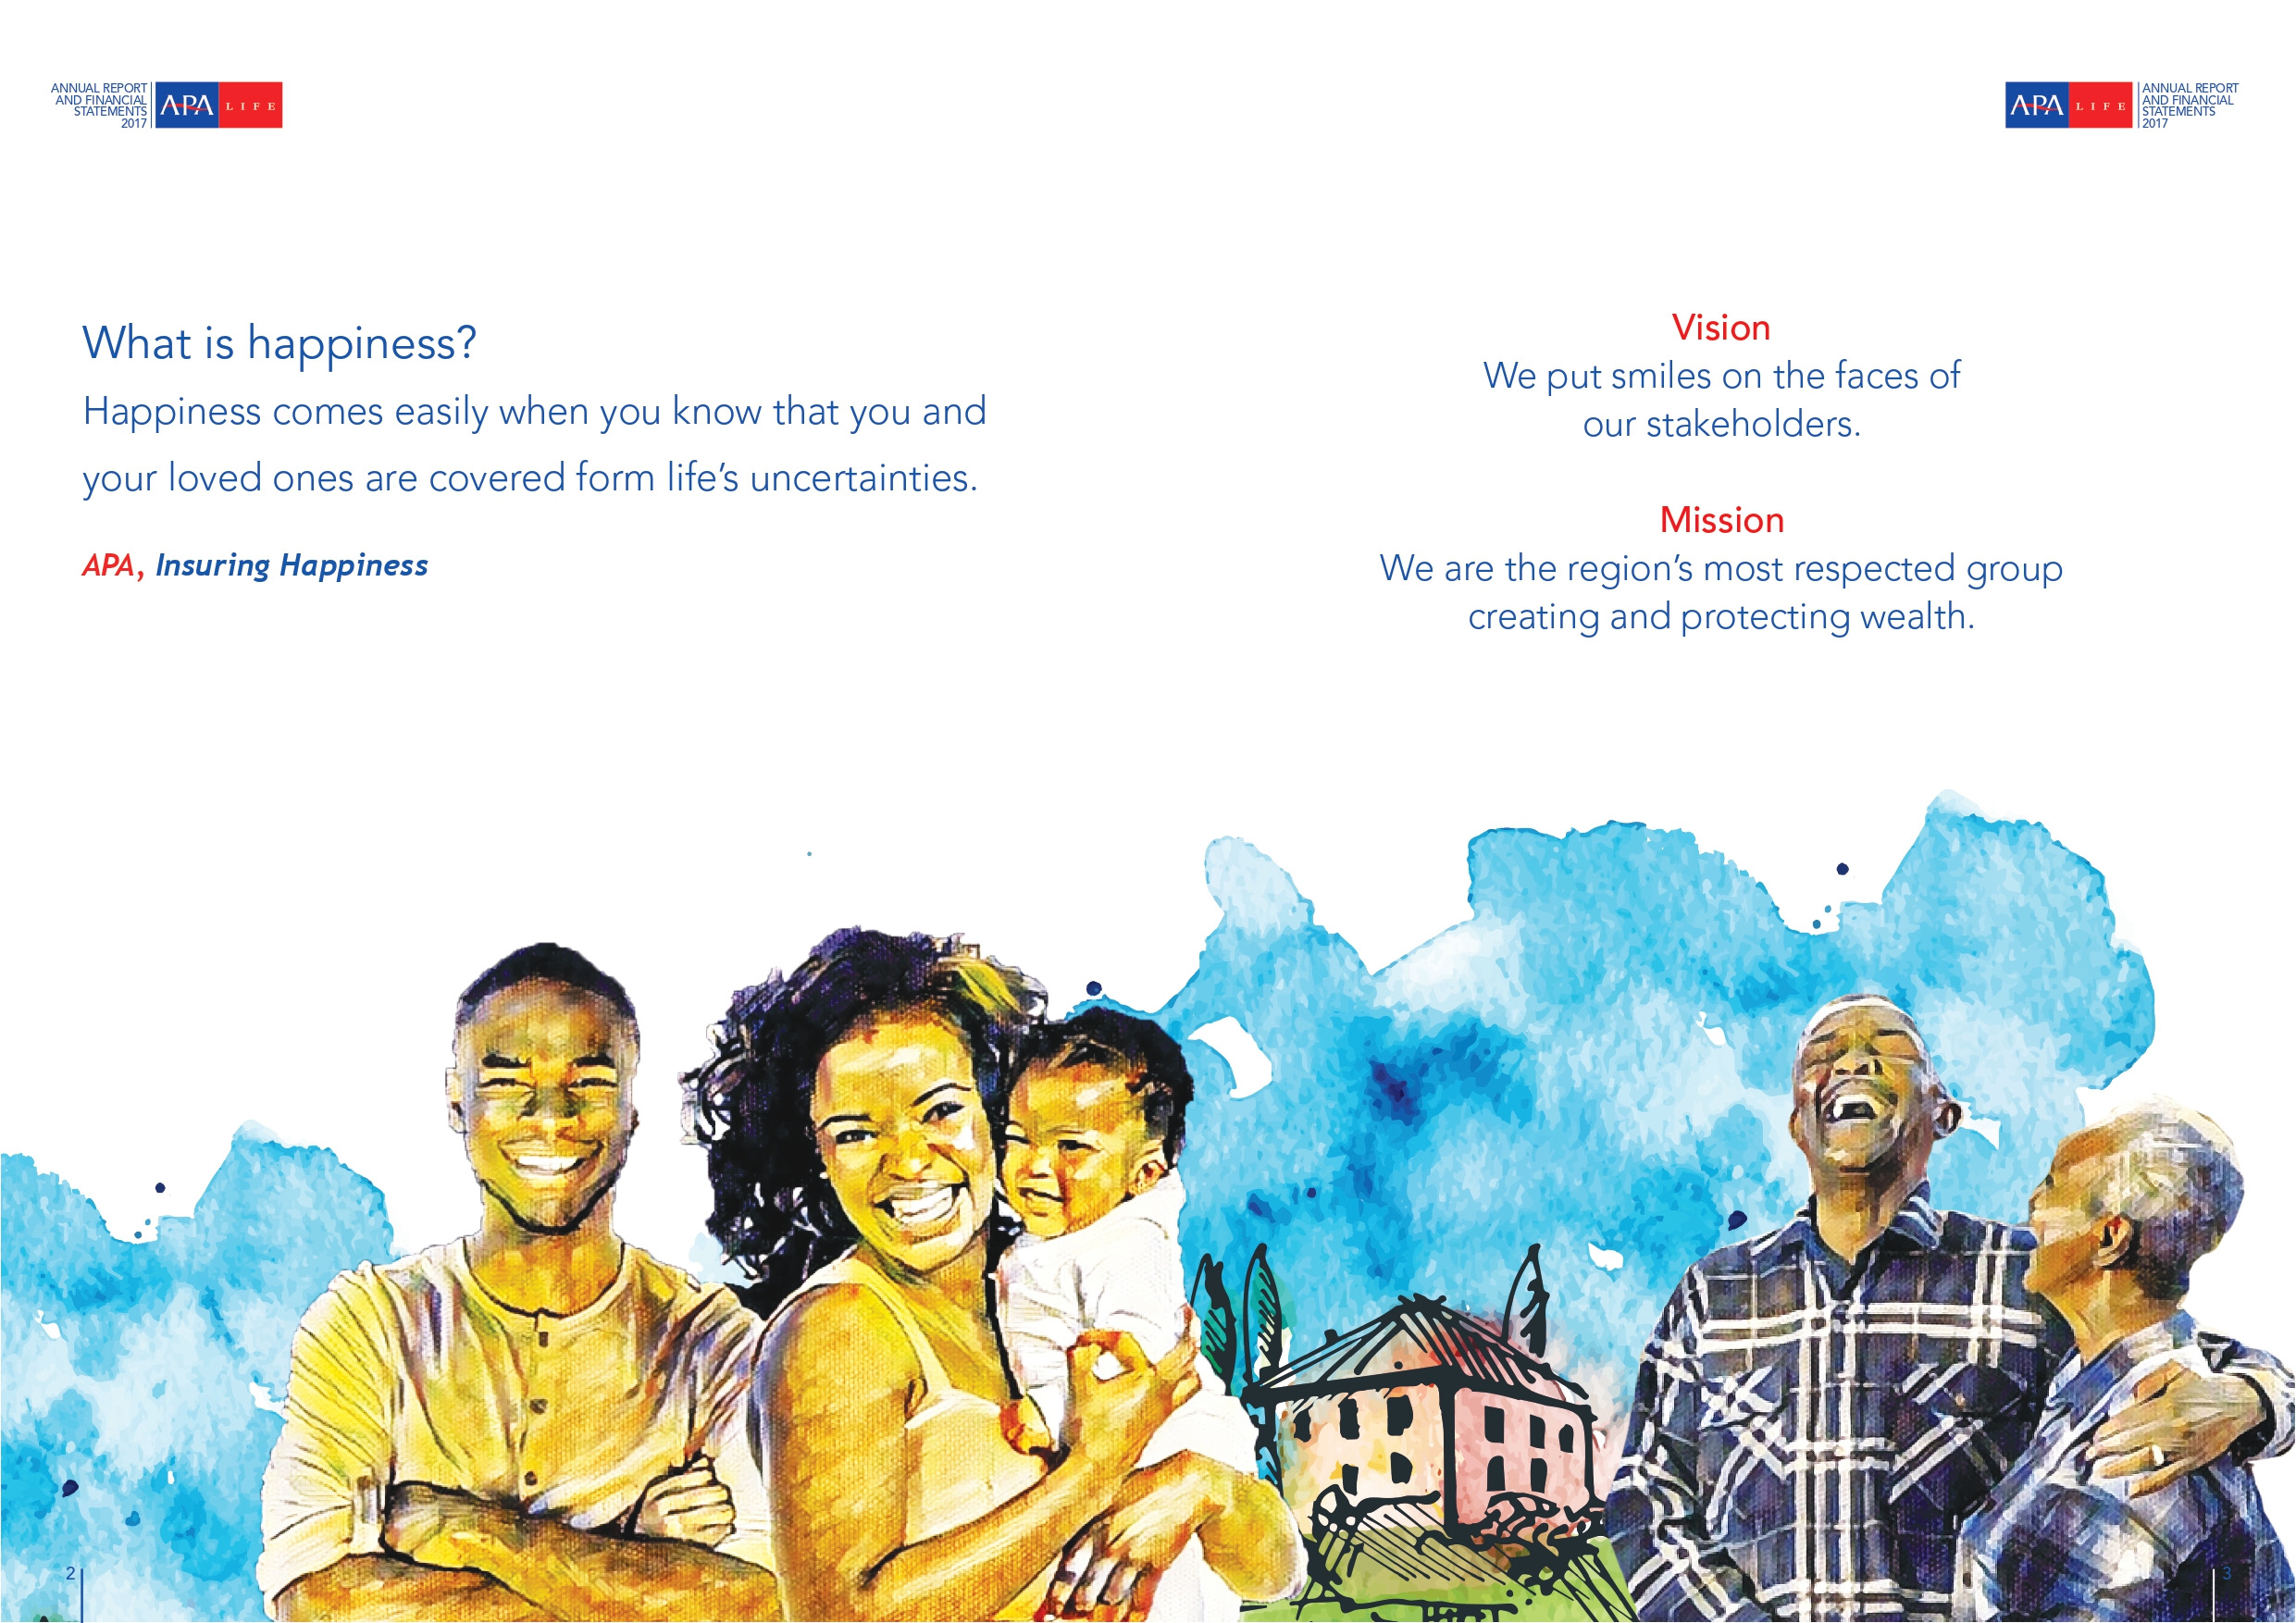 ANNUAL REPORT
AND FINANCIAL
STATEMENTS
2017
APA LIFE
What is happiness?
Happiness comes easily when you know that you and
your loved ones are covered form life's uncertainties.
APA, Insuring Happiness
2
APA LIFE
ANNUAL REPORT
AND FINANCIAL
STATEMENTS
2017
Vision
We put smiles on the faces of
our stakeholders.
Mission
We are the region's most respected group
creating and protecting wealth.
3